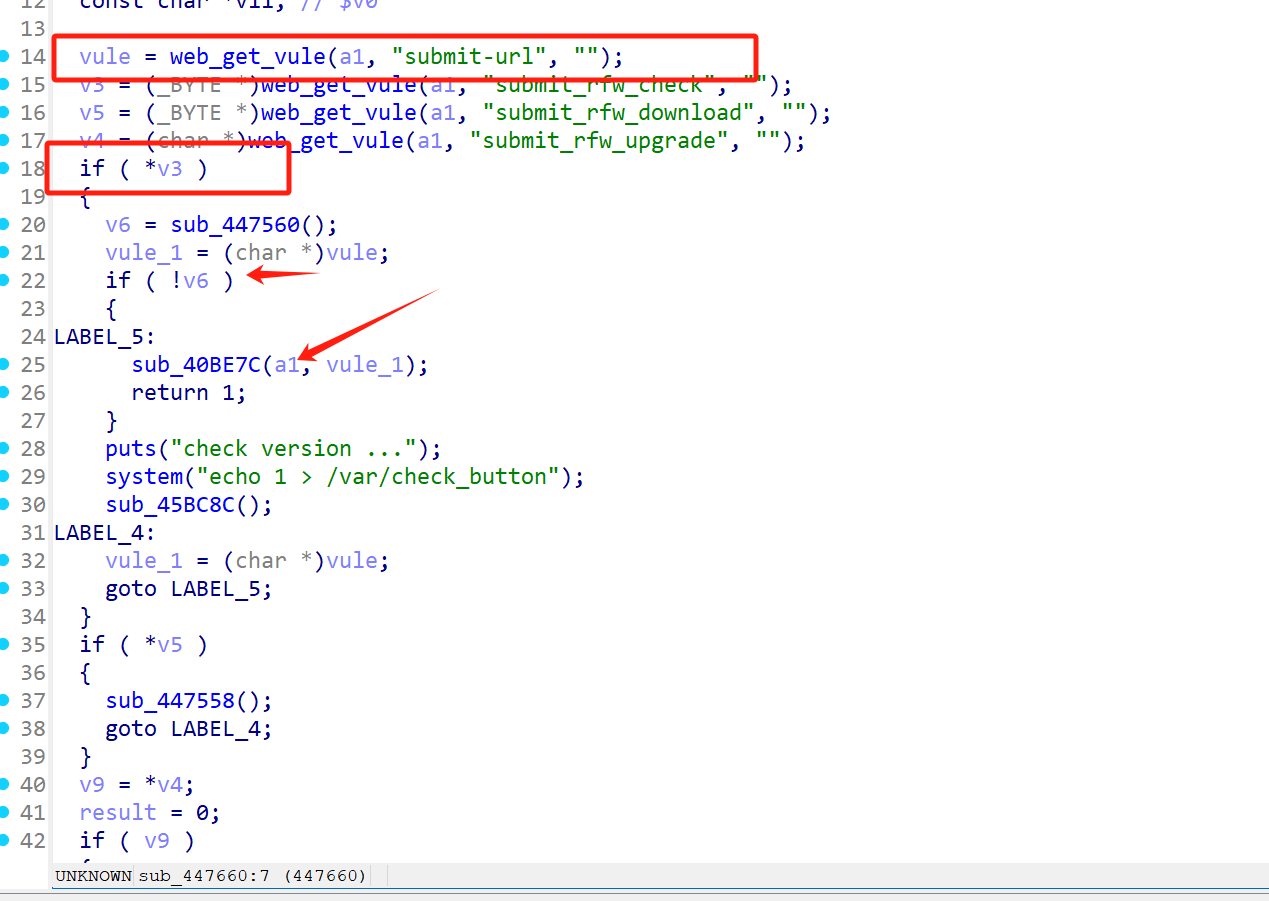 12 const char *v11; // $v0
13
14 vule = web_get_vule(a1, "submit-url", "");
15 v3 = (_BYTE *)web_get_vule(a1, "submit_rfw_check", "");
16 v5 = (_BYTE *)web_get_vule(a1, "submit_rfw_download", "");
17 v4 = (char *)web_get_vule(a1, "submit_rfw_upgrade", "");
18 if ( *v3 )
19 {
20 v6 = sub_447560();
21 vule_1 = (char *)vule;
22 if ( !v6 )
23 {
24 LABEL_5:
25 sub_40BE7C(a1, vule_1);
26 return 1;
27 }
28 puts("check version ...");
29 system("echo 1 > /var/check_button");
30 sub_45BC8C();
31 LABEL_4:
32 vule_1 = (char *)vule;
33 goto LABEL_5;
34 }
35 if ( *v5 )
36 {
37 sub_447558();
38 goto LABEL_4;
39 }
40 v9 = *v4;
41 result = 0;
42 if ( v9 )
UNKNOWN sub_447660:7 (447660)